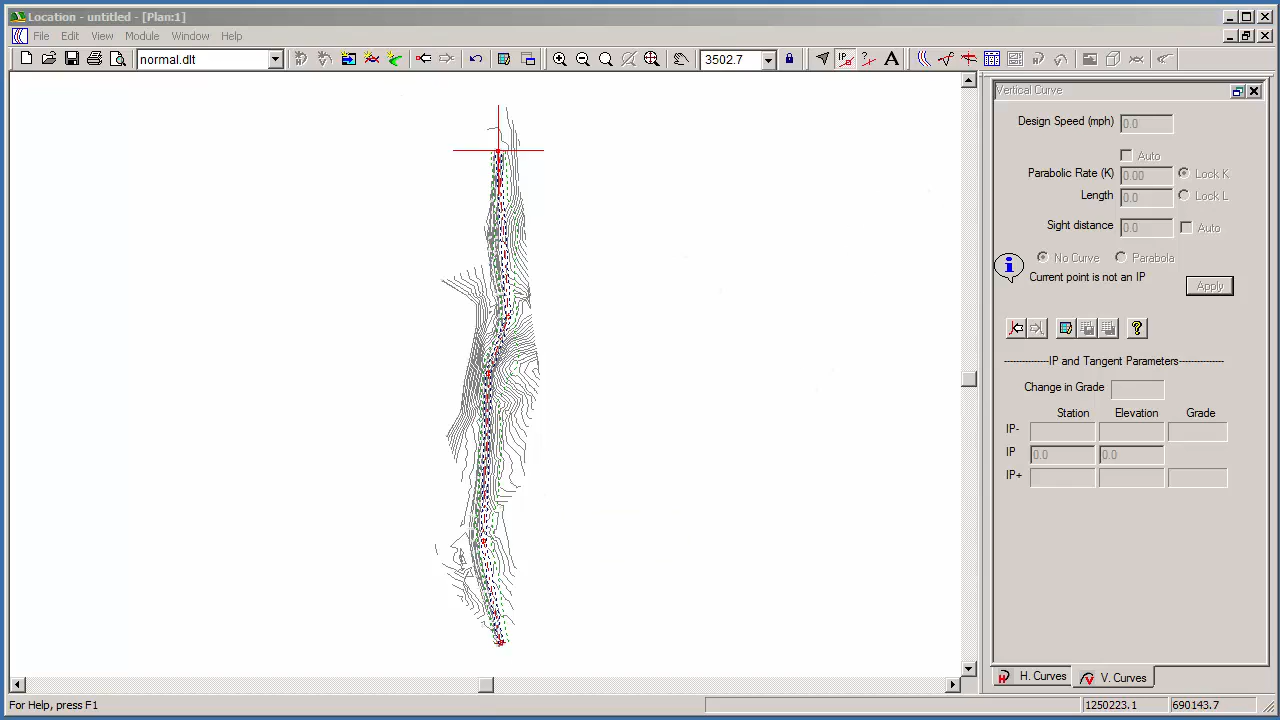 Location - untitled - [Plan:1]
File Edit View Module Window Help
normal.dlt 3502.7 IP A
Vertical Curve
Design Speed (mph) 0.0
Auto
Parabolic Rate (K) 0.00 Lock K
Length 0.0 Lock L
Sight distance 0.0 Auto
No Curve Parabola
Current point is not an IP
Apply
---------------IP and Tangent Parameters---------------
Change in Grade
Station Elevation Grade
IP-
IP 0.0 0.0
IP+
H. Curves V. Curves
For Help, press F1 1250223.1 690143.7